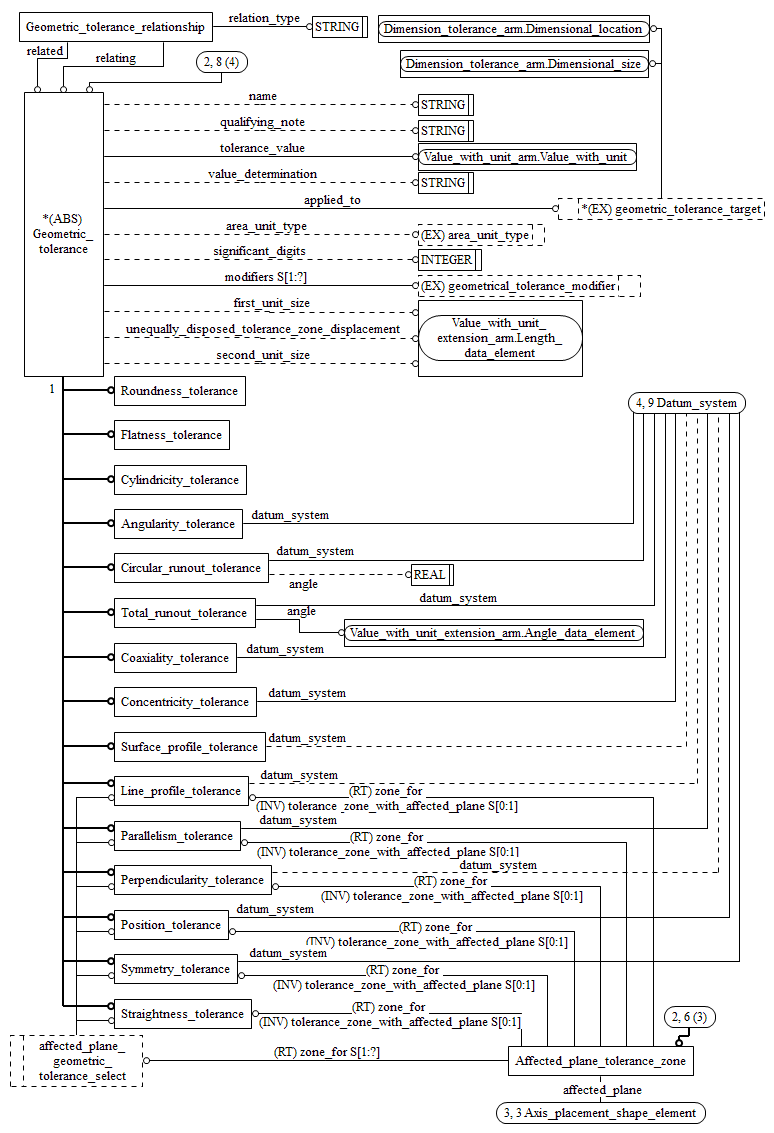 Geometric_tolerance_relationship
relation_type
STRING
Dimension_tolerance_arm.Dimensional_location
related
relating
2, 8 (4)
Dimension_tolerance_arm.Dimensional_size
name
STRING
qualifying_note
STRING
tolerance_value
Value_with_unit_arm.Value_with_unit
value_determination
STRING
applied_to
*(EX) geometric_tolerance_target
*(ABS)
Geometric_
tolerance
area_unit_type
(EX) area_unit_type
significant_digits
INTEGER
modifiers S[1:?]
(EX) geometrical_tolerance_modifier
first_unit_size
unequally_disposed_tolerance_zone_displacement
second_unit_size
Value_with_unit_
extension_arm.Length_
data_element
1
Roundness_tolerance
4, 9 Datum_system
Flatness_tolerance
Cylindricity_tolerance
Angularity_tolerance
datum_system
Circular_runout_tolerance
datum_system
angle
REAL
Total_runout_tolerance
datum_system
angle
Value_with_unit_extension_arm.Angle_data_element
Coaxiality_tolerance
datum_system
Concentricity_tolerance
datum_system
Surface_profile_tolerance
datum_system
Line_profile_tolerance
datum_system
(RT) zone_for
(INV) tolerance_zone_with_affected_plane S[0:1]
Parallelism_tolerance
datum_system
(RT) zone_for
(INV) tolerance_zone_with_affected_plane S[0:1]
Perpendicularity_tolerance
datum_system
(RT) zone_for
(INV) tolerance_zone_with_affected_plane S[0:1]
Position_tolerance
datum_system
(RT) zone_for
(INV) tolerance_zone_with_affected_plane S[0:1]
Symmetry_tolerance
datum_system
(RT) zone_for
(INV) tolerance_zone_with_affected_plane S[0:1]
Straightness_tolerance
(RT) zone_for
(INV) tolerance_zone_with_affected_plane S[0:1]
2, 6 (3)
affected_plane_
geometric_
tolerance_select
(RT) zone_for S[1:?]
Affected_plane_tolerance_zone
affected_plane
3, 3 Axis_placement_shape_element